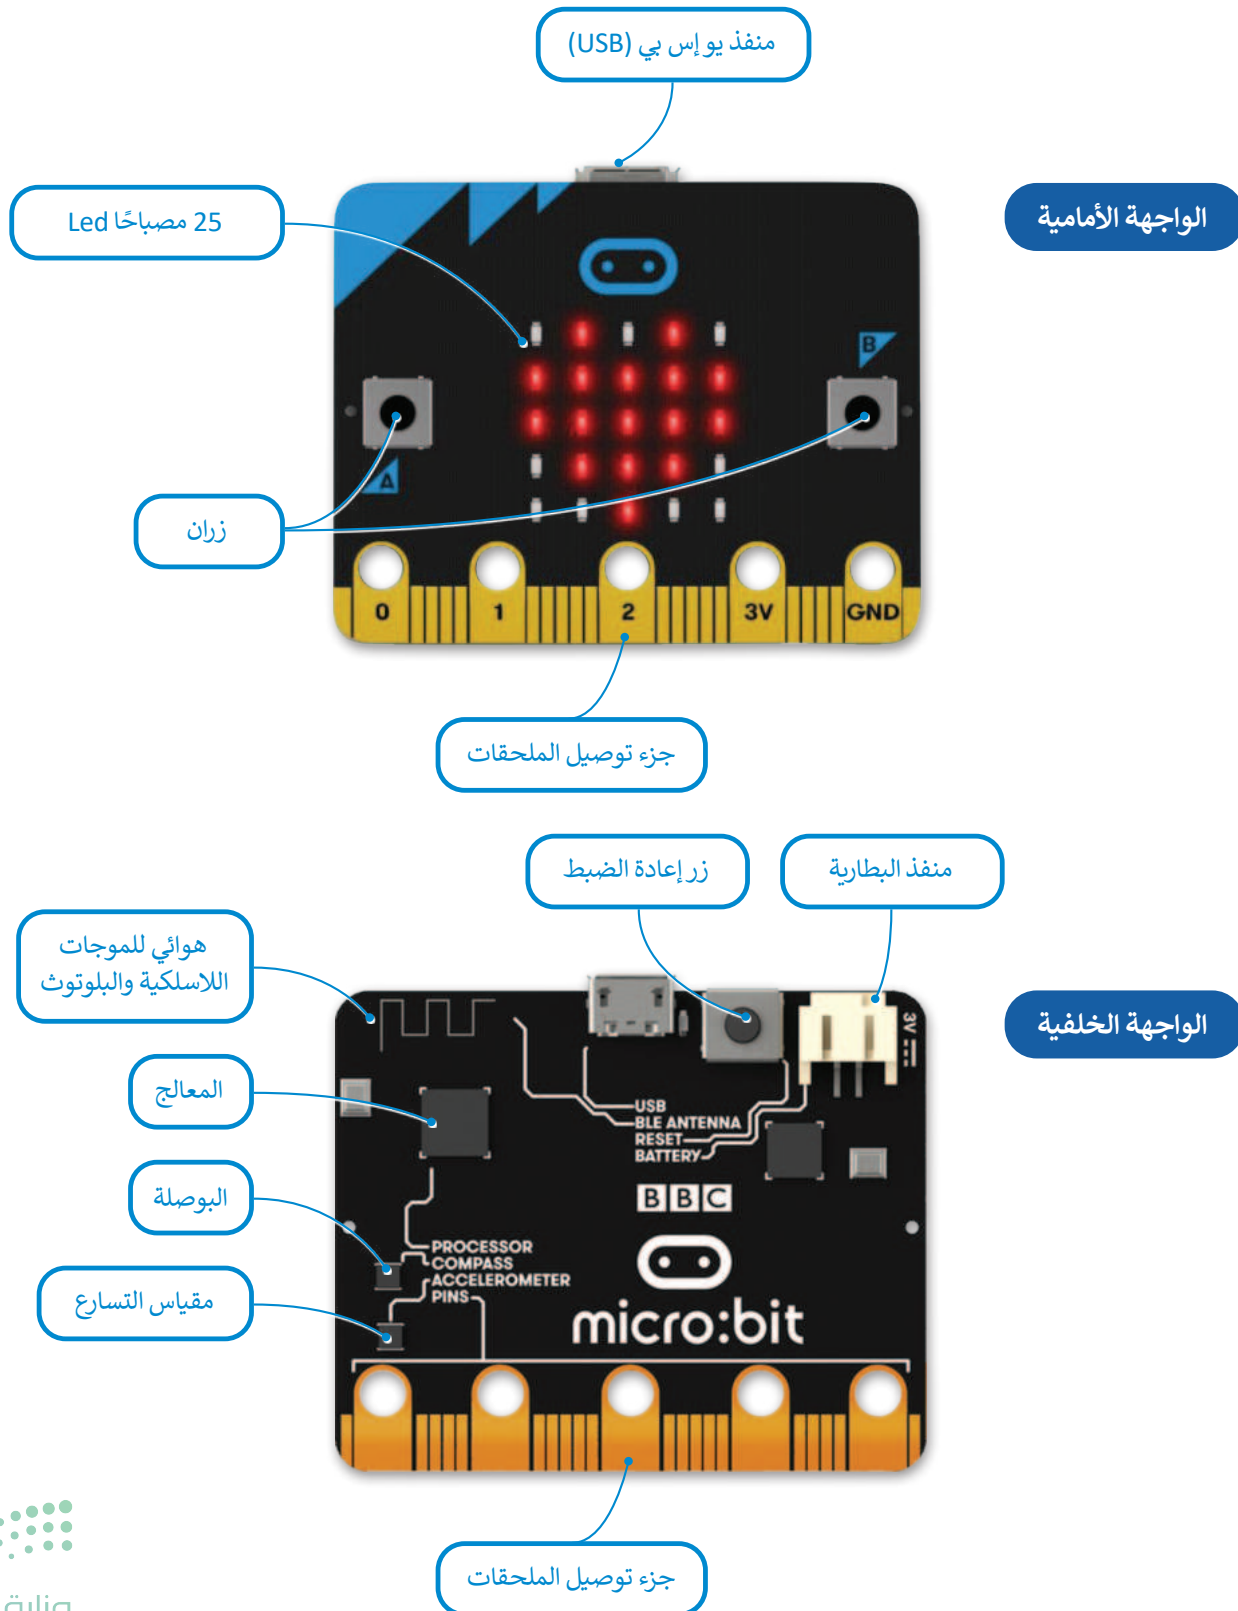 منفذ يو إس بي (USB)
الواجهة الأمامية
25 مصباحًا Led
B
A
زران
0
1
2
3V
GND
جزء توصيل الملحقات
منفذ البطارية
زر إعادة الضبط
هوائي للموجات
اللاسلكية والبلوتوث
الواجهة الخلفية
3V
المعالج
USB
BLE ANTENNA
RESET
BATTERY
BBC
البوصلة
PROCESSOR
COMPASS
ACCELEROMETER
PINS
مقياس التسارع
micro:bit
جزء توصيل الملحقات